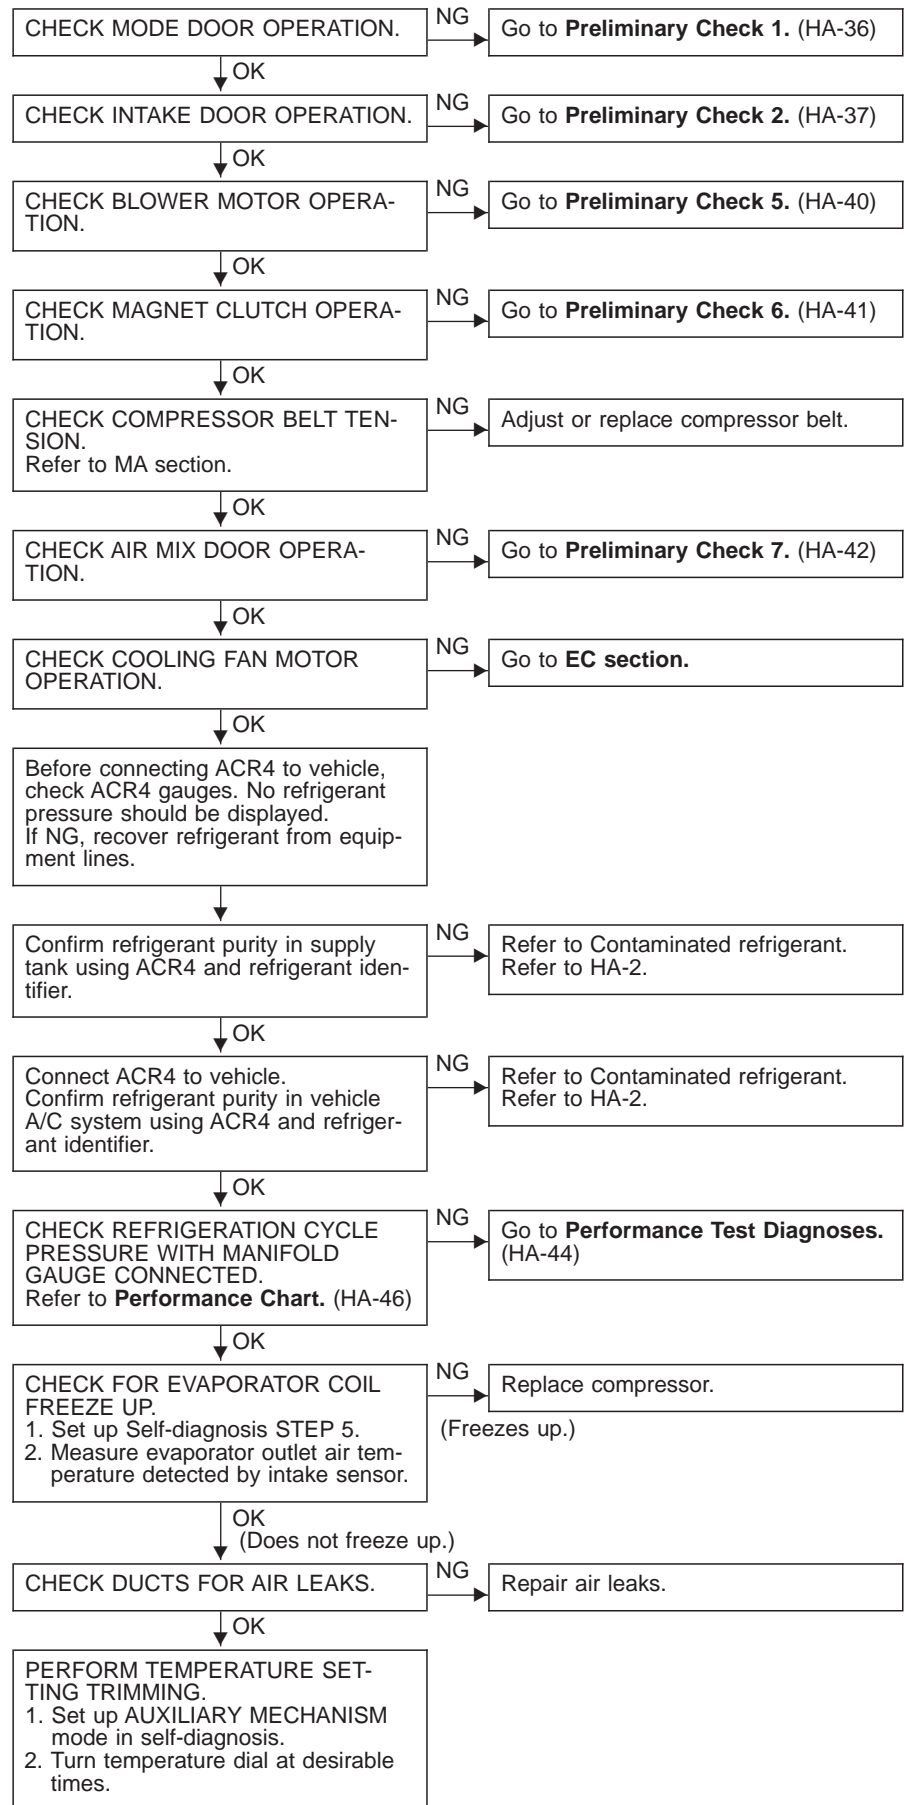 CHECK MODE DOOR OPERATION.
NG
Go to Preliminary Check 1. (HA-36)
OK
CHECK INTAKE DOOR OPERATION.
NG
Go to Preliminary Check 2. (HA-37)
OK
CHECK BLOWER MOTOR OPERA-
TION.
NG
Go to Preliminary Check 5. (HA-40)
OK
CHECK MAGNET CLUTCH OPERA-
TION.
NG
Go to Preliminary Check 6. (HA-41)
OK
CHECK COMPRESSOR BELT TEN-
SION.
Refer to MA section.
NG
Adjust or replace compressor belt.
OK
CHECK AIR MIX DOOR OPERA-
TION.
NG
Go to Preliminary Check 7. (HA-42)
OK
CHECK COOLING FAN MOTOR
OPERATION.
NG
Go to EC section.
OK
Before connecting ACR4 to vehicle,
check ACR4 gauges. No refrigerant
pressure should be displayed.
If NG, recover refrigerant from equip-
ment lines.
Confirm refrigerant purity in supply
tank using ACR4 and refrigerant iden-
tifier.
NG
Refer to Contaminated refrigerant.
Refer to HA-2.
OK
Connect ACR4 to vehicle.
Confirm refrigerant purity in vehicle
A/C system using ACR4 and refriger-
ant identifier.
NG
Refer to Contaminated refrigerant.
Refer to HA-2.
OK
CHECK REFRIGERATION CYCLE
PRESSURE WITH MANIFOLD
GAUGE CONNECTED.
Refer to Performance Chart. (HA-46)
NG
Go to Performance Test Diagnoses.
(HA-44)
OK
CHECK FOR EVAPORATOR COIL
FREEZE UP.
1. Set up Self-diagnosis STEP 5.
2. Measure evaporator outlet air tem-
perature detected by intake sensor.
NG
(Freezes up.)
Replace compressor.
OK
(Does not freeze up.)
CHECK DUCTS FOR AIR LEAKS.
NG
Repair air leaks.
OK
PERFORM TEMPERATURE SET-
TING TRIMMING.
1. Set up AUXILIARY MECHANISM
mode in self-diagnosis.
2. Turn temperature dial at desirable
times.